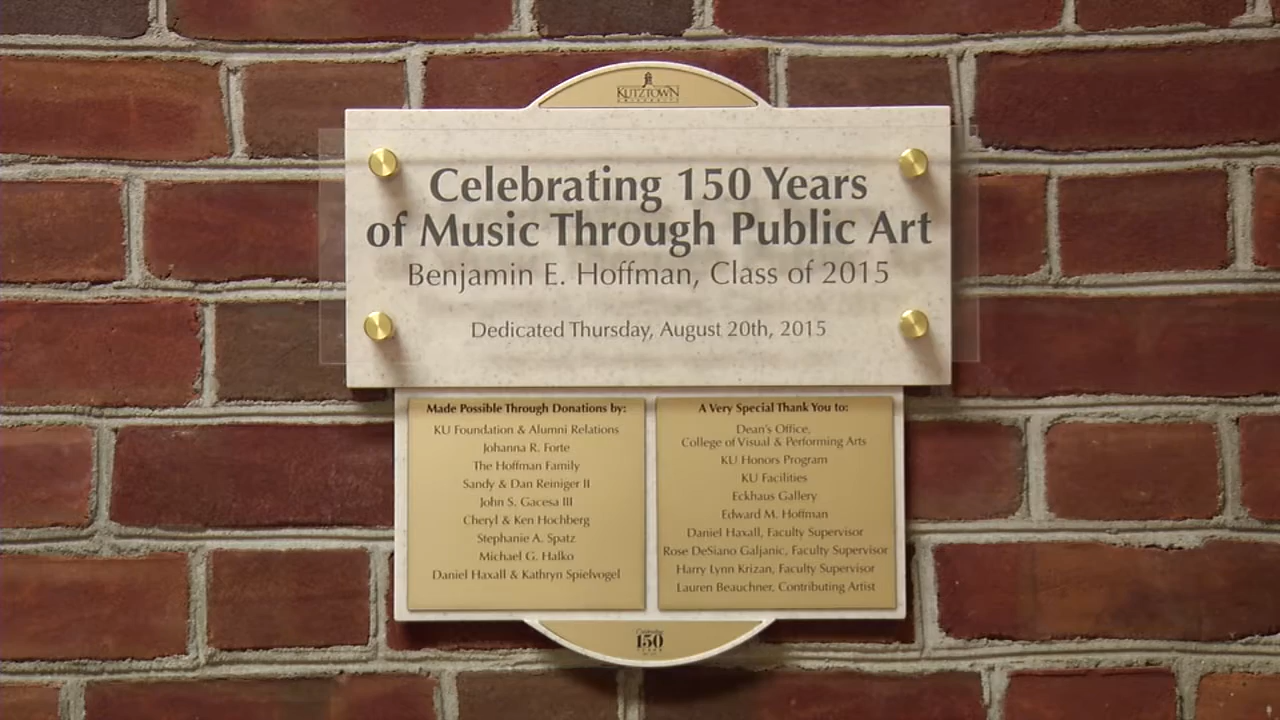 KUTZTOWN
UNIVERSITY
Celebrating 150 Years
of Music Through Public Art
Benjamin E. Hoffman, Class of 2015
Dedicated Thursday, August 20th, 2015
Made Possible Through Donations by:
KU Foundation & Alumni Relations
Johanna R. Forte
The Hoffman Family
Sandy & Dan Reiniger II
John S. Gacesa III
Cheryl & Ken Hochberg
Stephanie A. Spatz
Michael G. Halko
Daniel Haxall & Kathryn Spielvogel
A Very Special Thank You to:
Dean's Office,
College of Visual & Performing Arts
KU Honors Program
KU Facilities
Eckhaus Gallery
Edward M. Hoffman
Daniel Haxall, Faculty Supervisor
Rose DeSiano Galjanic, Faculty Supervisor
Harry Lynn Krizan, Faculty Supervisor
Lauren Beauchner, Contributing Artist
150